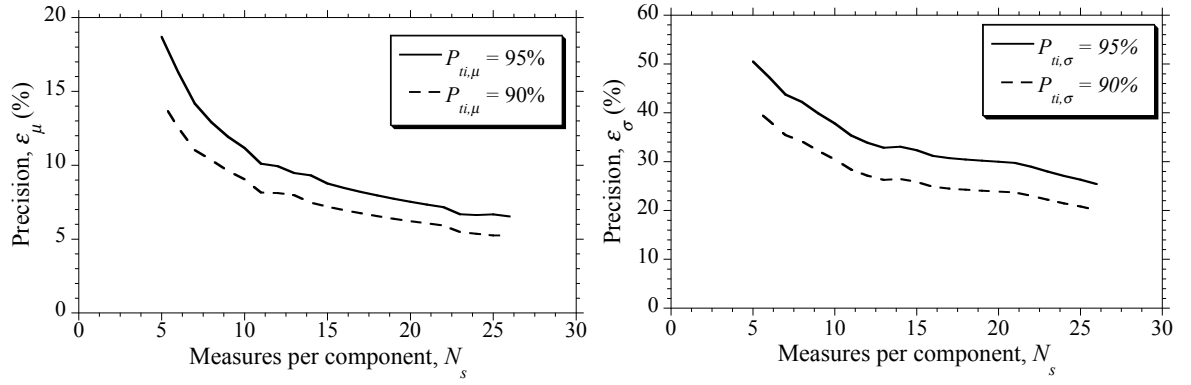 20
15
10
5
0
Precision, ε_μ (%)
P_{ti,μ} = 95%
P_{ti,μ} = 90%
0 5 10 15 20 25 30
Measures per component, N_s
60
50
40
30
20
10
0
Precision, ε_σ (%)
P_{ti,σ} = 95%
P_{ti,σ} = 90%
0 5 10 15 20 25 30
Measures per component, N_s